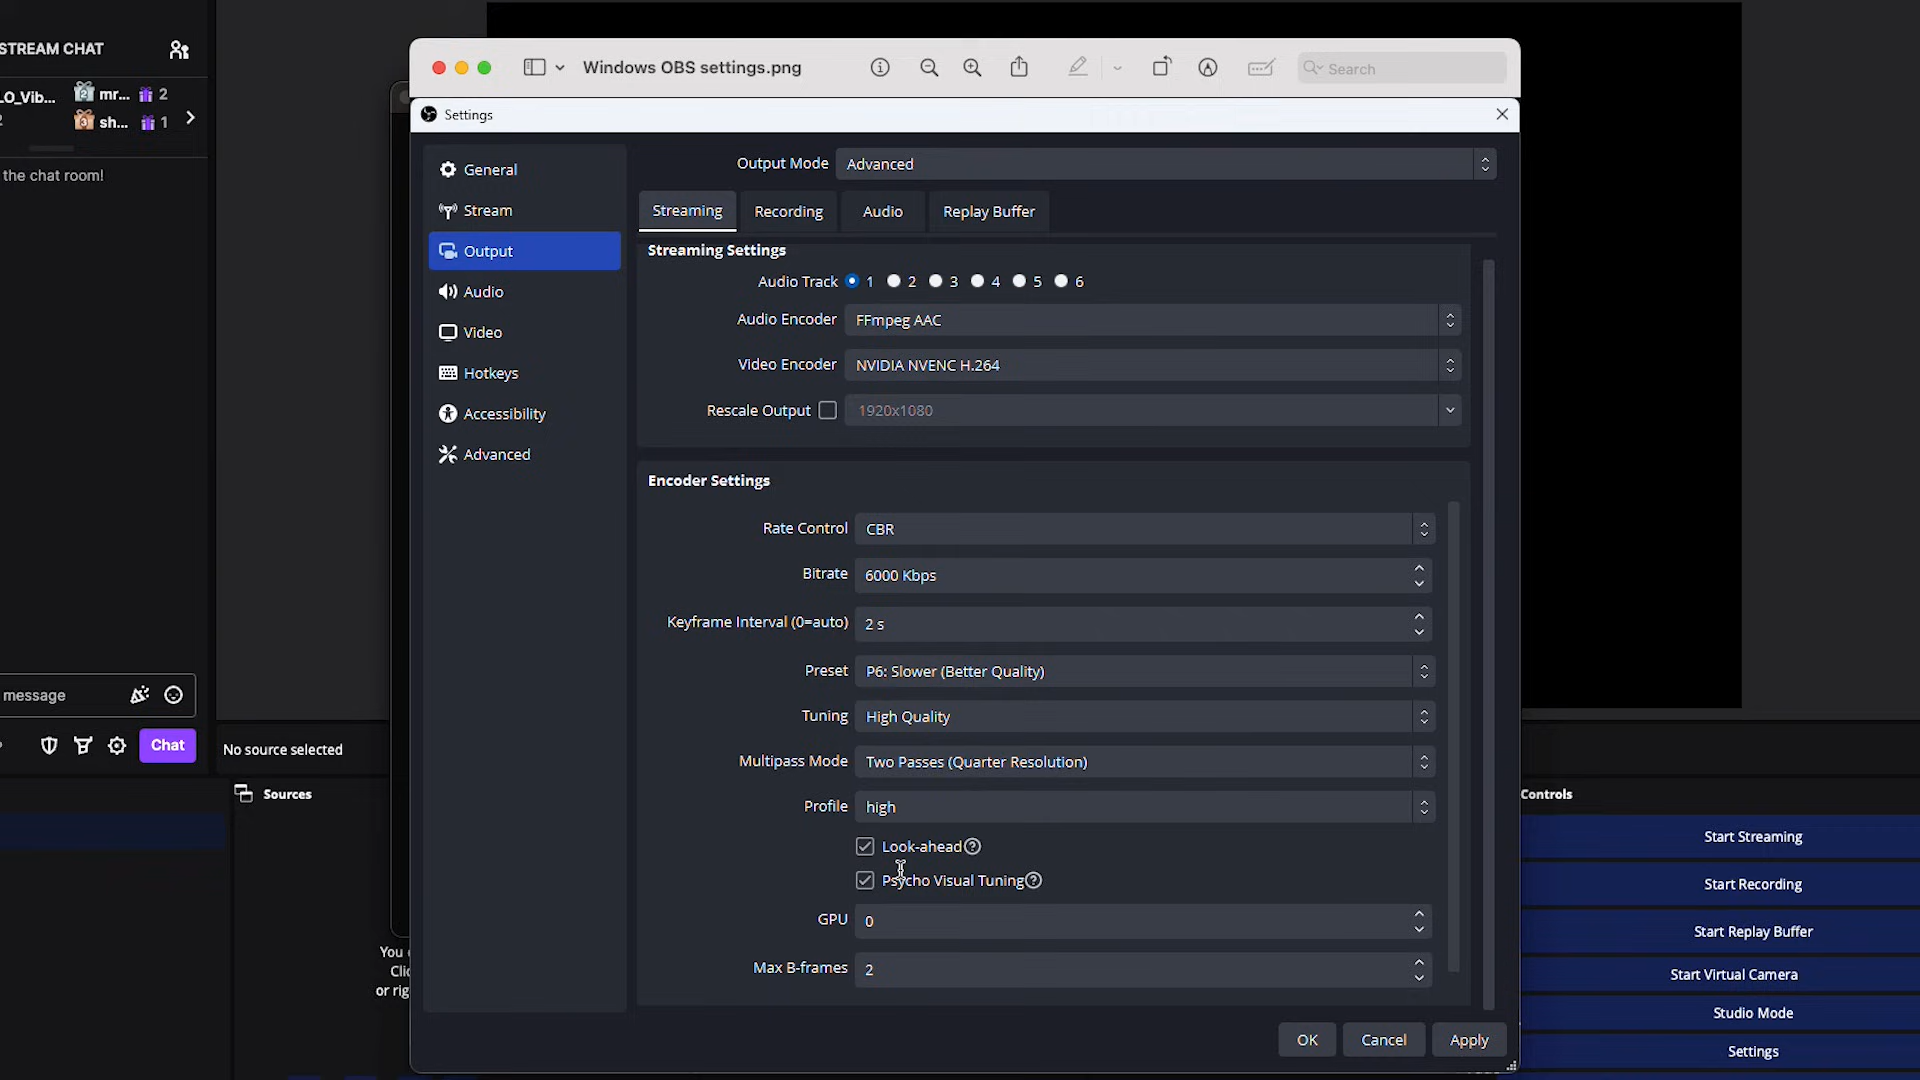 STREAM CHAT
LO_Vib...
mr...
2
2
sh...
1
the chat room!
message
Chat
No source selected
Sources
You
Clic
or rig
Windows OBS settings.png
Search
Settings
General
Stream
Output
Audio
Video
Hotkeys
Accessibility
Advanced
Output Mode
Advanced
Streaming
Recording
Audio
Replay Buffer
Streaming Settings
Audio Track 1 2 3 4 5 6
Audio Encoder FFmpeg AAC
Video Encoder NVIDIA NVENC H.264
Rescale Output 1920x1080
Encoder Settings
Rate Control CBR
Bitrate 6000 Kbps
Keyframe Interval (0=auto) 2 s
Preset P6: Slower (Better Quality)
Tuning High Quality
Multipass Mode Two Passes (Quarter Resolution)
Profile high
Look-ahead
Psycho Visual Tuning
GPU 0
Max B-frames 2
OK Cancel Apply
Controls
Start Streaming
Start Recording
Start Replay Buffer
Start Virtual Camera
Studio Mode
Settings